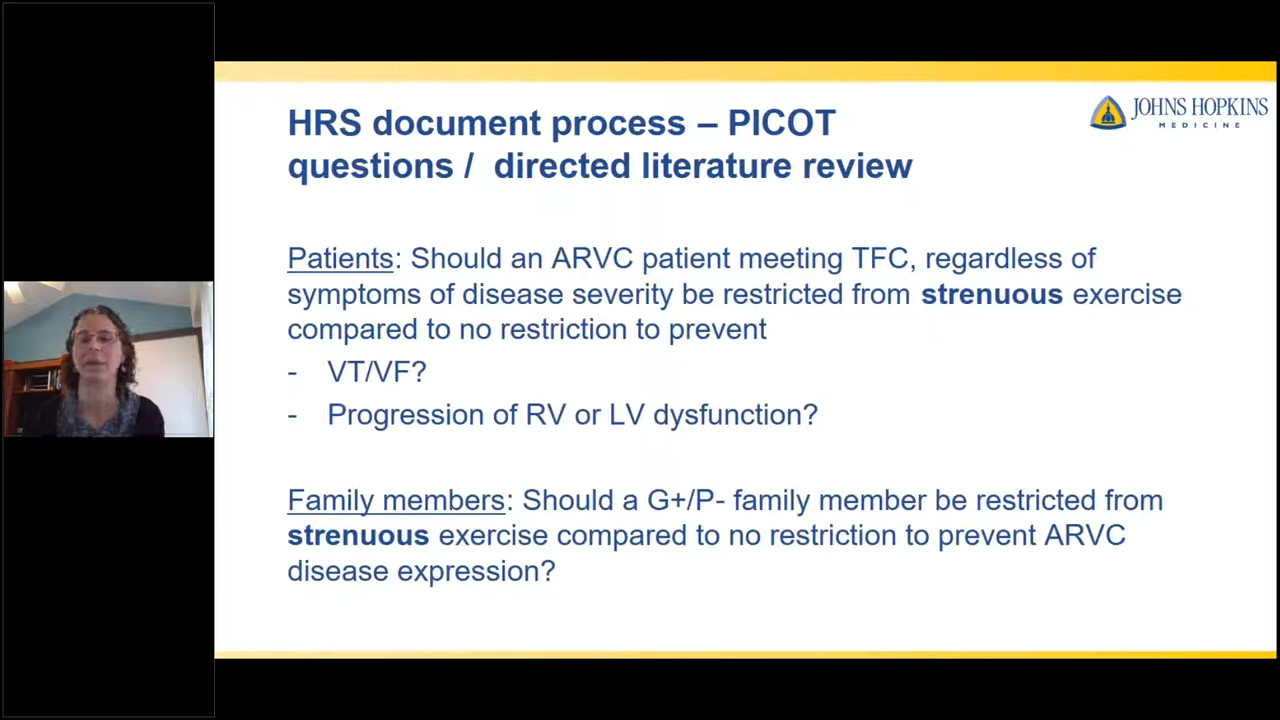 HRS document process – PICOT
questions / directed literature review
JOHNS HOPKINS
MEDICINE
Patients: Should an ARVC patient meeting TFC, regardless of
symptoms of disease severity be restricted from strenuous exercise
compared to no restriction to prevent
- VT/VF?
- Progression of RV or LV dysfunction?
Family members: Should a G+/P- family member be restricted from
strenuous exercise compared to no restriction to prevent ARVC
disease expression?